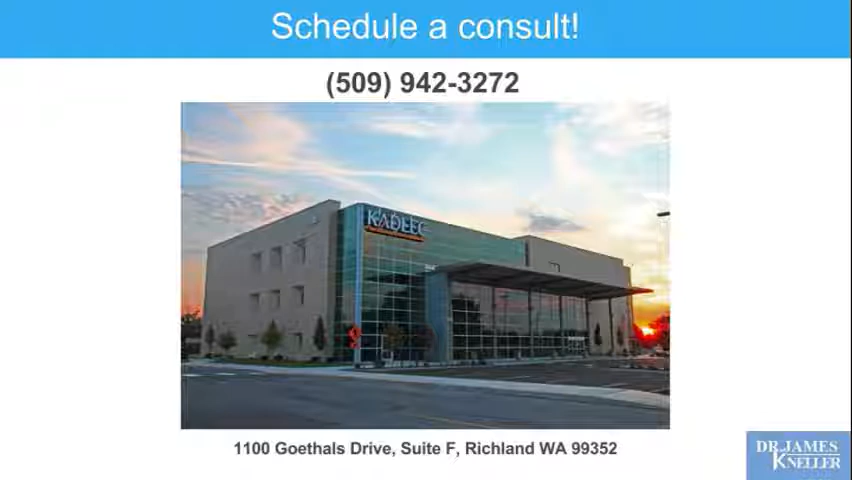 Schedule a consult!
(509) 942-3272
KADLEC
1100 Goethals Drive, Suite F, Richland WA 99352
DR. JAMES
KNELLER